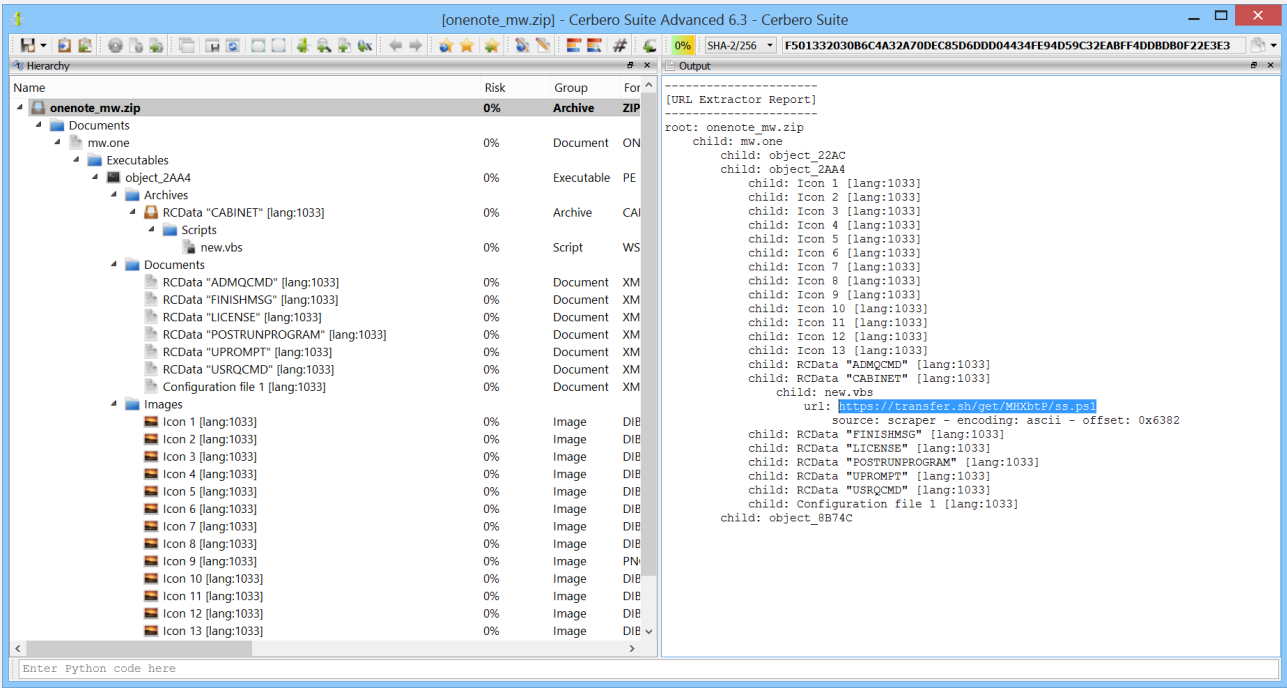 [onenote_mw.zip] - Cerbero Suite Advanced 6.3 - Cerbero Suite
0% SHA-2/256 F501332030B6C4A32A70DEC85D6DDD04434FE94D59C32EABFF4DDBDB0F22E3E3
Hierarchy
Name Risk Group For
onenote_mw.zip 0% Archive ZIP
Documents
mw.one 0% Document ON
Executables
object_2AA4 0% Executable PE
Archives
RCData "CABINET" [lang:1033] 0% Archive CAI
Scripts
new.vbs 0% Script WS
Documents
RCData "ADMQCMD" [lang:1033] 0% Document XM
RCData "FINISHMSG" [lang:1033] 0% Document XM
RCData "LICENSE" [lang:1033] 0% Document XM
RCData "POSTRUNPROGRAM" [lang:1033] 0% Document XM
RCData "UPROMPT" [lang:1033] 0% Document XM
RCData "USRQCMD" [lang:1033] 0% Document XM
Configuration file 1 [lang:1033] 0% Document XM
Images
Icon 1 [lang:1033] 0% Image DIB
Icon 2 [lang:1033] 0% Image DIB
Icon 3 [lang:1033] 0% Image DIB
Icon 4 [lang:1033] 0% Image DIB
Icon 5 [lang:1033] 0% Image DIB
Icon 6 [lang:1033] 0% Image DIB
Icon 7 [lang:1033] 0% Image DIB
Icon 8 [lang:1033] 0% Image DIB
Icon 9 [lang:1033] 0% Image PN
Icon 10 [lang:1033] 0% Image DIB
Icon 11 [lang:1033] 0% Image DIB
Icon 12 [lang:1033] 0% Image DIB
Icon 13 [lang:1033] 0% Image DIB
Output
----------------------
[URL Extractor Report]
----------------------
root: onenote_mw.zip
child: mw.one
child: object_22AC
child: object_2AA4
child: Icon 1 [lang:1033]
child: Icon 2 [lang:1033]
child: Icon 3 [lang:1033]
child: Icon 4 [lang:1033]
child: Icon 5 [lang:1033]
child: Icon 6 [lang:1033]
child: Icon 7 [lang:1033]
child: Icon 8 [lang:1033]
child: Icon 9 [lang:1033]
child: Icon 10 [lang:1033]
child: Icon 11 [lang:1033]
child: Icon 12 [lang:1033]
child: Icon 13 [lang:1033]
child: RCData "ADMQCMD" [lang:1033]
child: RCData "CABINET" [lang:1033]
child: new.vbs
url: https://transfer.sh/get/MHXbtP/ss.ps1
source: scraper - encoding: ascii - offset: 0x6382
child: RCData "FINISHMSG" [lang:1033]
child: RCData "LICENSE" [lang:1033]
child: RCData "POSTRUNPROGRAM" [lang:1033]
child: RCData "UPROMPT" [lang:1033]
child: RCData "USRQCMD" [lang:1033]
child: Configuration file 1 [lang:1033]
child: object_8B74C
Enter Python code here